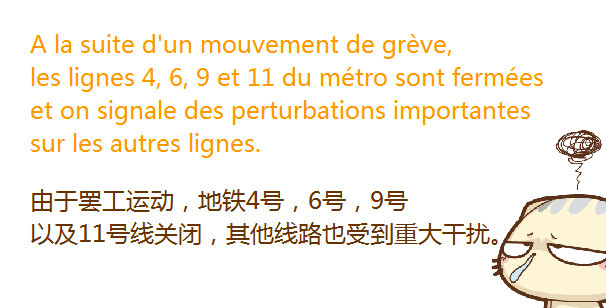 A la suite d'un mouvement de grève,
les lignes 4, 6, 9 et 11 du métro sont fermées
et on signale des perturbations importantes
sur les autres lignes.
由于罢工运动，地铁4号，6号，9号
以及11号线关闭，其他线路也受到重大干扰。